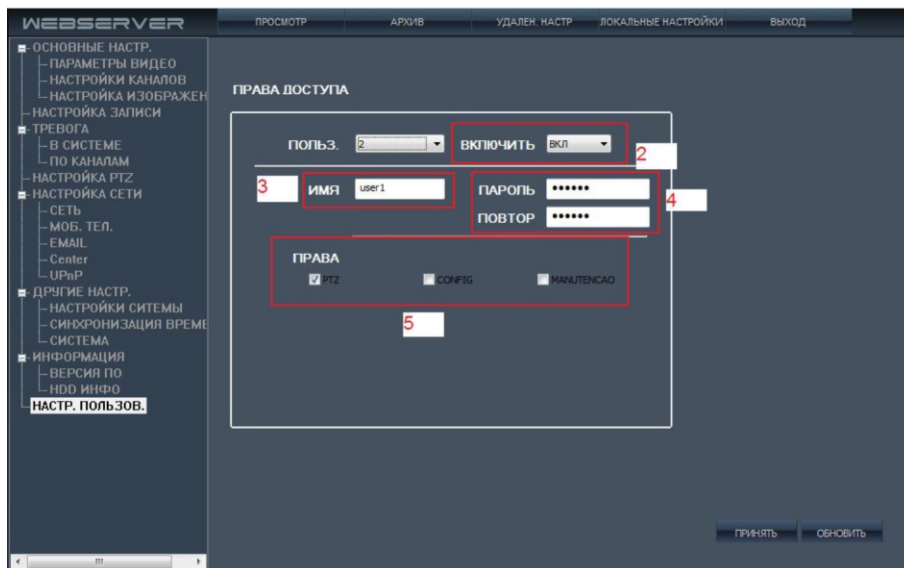 WEBSERVER
ПРОСМОТР АРХИВ УДАЛЕН. НАСТР ЛОКАЛЬНЫЕ НАСТРОЙКИ ВЫХОД
ОСНОВНЫЕ НАСТР.
ПАРАМЕТРЫ ВИДЕО
НАСТРОЙКИ КАНАЛОВ
НАСТРОЙКА ИЗОБРАЖЕН
НАСТРОЙКА ЗАПИСИ
ТРЕВОГА
В СИСТЕМЕ
ПО КАНАЛАМ
НАСТРОЙКА PTZ
НАСТРОЙКА СЕТИ
СЕТЬ
МОБ. ТЕЛ.
EMAIL
Center
UPnP
ДРУГИЕ НАСТР.
НАСТРОЙКИ СИТЕМЫ
СИНХРОНИЗАЦИЯ ВРЕМЕ
СИСТЕМА
ИНФОРМАЦИЯ
ВЕРСИЯ ПО
HDD ИНФО
НАСТР. ПОЛЬЗОВ.
ПРАВА ДОСТУПА
ПОЛЬЗ. 2 ВКЛЮЧИТЬ ВКЛ 2
3 ИМЯ user1 ПАРОЛЬ •••••• 4
ПОВТОР ••••••
ПРАВА
PTZ CONFIG MANUTENCAO
5
ПРИНЯТЬ ОБНОВИТЬ